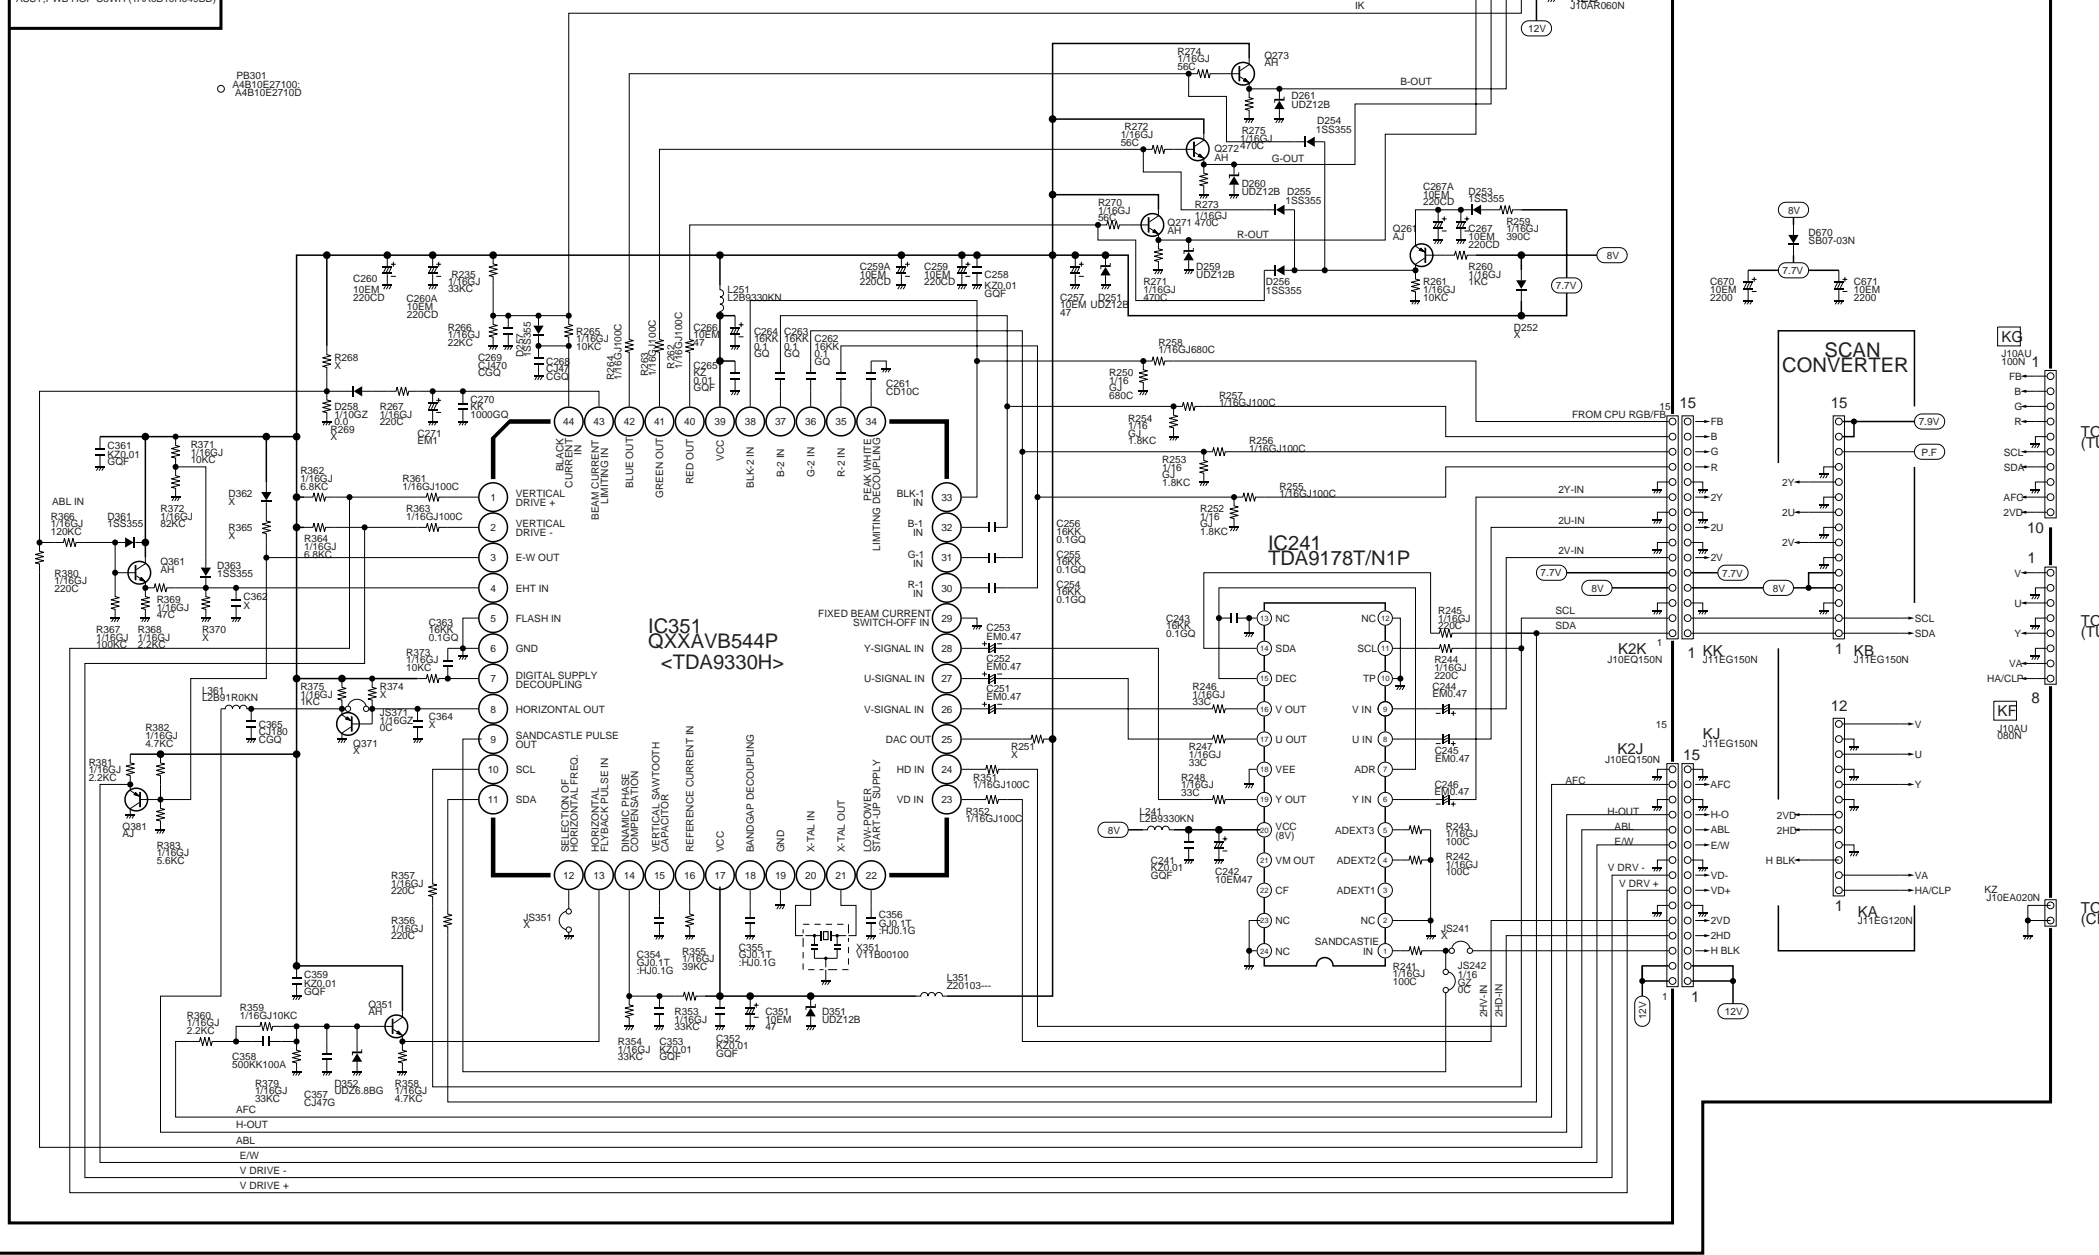 IK
J10AR060N
12V
PB301
A4B10E27100:
A4B10E2710D
R274
1/16GJ
56C
Q273
AH
B-OUT
D261
UDZ12B
R272
1/16GJ
56C
Q272
AH
R275
1/16GJ
470C
D254
1SS355
G-OUT
D260
UDZ12B
D255
1SS355
R270
1/16GJ
56C
Q271
AH
R273
1/16GJ
470C
R-OUT
D259
UDZ12B
D256
1SS355
R271
1/16GJ
470C
C267A
10EM
220CD
D253
1SS355
Q261
AJ
C267
10EM
220CD
R259
1/16GJ
390C
R261
1/16GJ
10KC
R260
1/16GJ
1KC
8V
7.7V
D252
X
8V
D670
SB07-03N
7.7V
C670
10EM
2200
C671
10EM
2200
C260
10EM
220CD
C260A
10EM
220CD
R235
1/16GJ
33KC
L251
L2B9330KN
C259A
10EM
220CD
C259
10EM
220CD
C258
KZ0.01
GQF
C257
10EM
47
D251
UDZ12B
R268
X
R266
1/16GJ
22KC
C269
CJ470
CGQ
D257
1SS355
C268
CJ47
CGQ
R265
1/16GJ
10KC
R264
1/16GJ100C
R263
1/16GJ100C
R262
1/16GJ100C
C266
10EM
47
C265
KZ
0.01
GQF
C264
16KK
0.1
GQ
C263
16KK
0.1
GQ
C262
16KK
0.1
GQ
C261
CD10C
D258
1/10GZ
0.0
R269
X
R267
1/16GJ
220C
C271
EM1
C270
KK
1000GQ
R258
1/16GJ680C
R250
1/16
GJ
680C
R257
1/16GJ100C
R254
1/16
GJ
1.8KC
R256
1/16GJ100C
R253
1/16
GJ
1.8KC
R255
1/16GJ100C
R252
1/16
GJ
1.8KC
44 43 42 41 40 39 38 37 36 35 34
BLACK
CURRENT
IN
BEAM CURRENT
LIMITING IN
BLUE OUT
GREEN OUT
RED OUT
VCC
BLK-2 IN
B-2 IN
G-2 IN
R-2 IN
PEAK WHITE
LIMITING DECOUPLING
1 VERTICAL
DRIVE +
2 VERTICAL
DRIVE -
3 E-W OUT
4 EHT IN
5 FLASH IN
6 GND
7 DIGITAL SUPPLY
DECOUPLING
8 HORIZONTAL OUT
9 SANDCASTLE PULSE
OUT
10 SCL
11 SDA
IC351
QXXAVB544P
<TDA9330H>
BLK-1
IN 33
B-1
IN 32
G-1
IN 31
R-1
IN 30
FIXED BEAM CURRENT
SWITCH-OFF IN 29
Y-SIGNAL IN 28
U-SIGNAL IN 27
V-SIGNAL IN 26
DAC OUT 25
HD IN 24
VD IN 23
SELECTION OF
HORIZONTAL FREQ.
HORIZONTAL
FLYBACK PULSE IN
DINAMIC PHASE
COMPENSATION
VERTICAL SAWTOOTH
CAPACITOR
REFERENCE CURRENT IN
VCC
BANDGAP DECOUPLING
GND
X-TAL IN
X-TAL OUT
LOW-POWER
START-UP SUPPLY
12 13 14 15 16 17 18 19 20 21 22
C361
KZ0.01
GQF
R371
1/16GJ
10KC
R362
1/16GJ
6.8KC
R361
1/16GJ100C
ABL IN
R366
1/16GJ
120KC
D361
1SS355
R372
1/16GJ
82KC
D362
X
R363
1/16GJ100C
R365
X
R364
1/16GJ
6.8KC
R380
1/16GJ
220C
Q361
AH
D363
1SS355
R369
1/16GJ
47C
C362
X
R367
1/16GJ
100KC
R368
1/16GJ
2.2KC
R370
X
C363
16KK
0.1GQ
R373
1/16GJ
10KC
L361
L2B91R0KN
R375
1/16GJ
1KC
R374
X
JS371
1/16GZ
0C
C364
X
R382
1/16GJ
4.7KC
C365
CJ180
CGQ
Q371
X
R381
1/16GJ
2.2KC
Q381
AJ
R383
1/16GJ
5.6KC
C256
16KK
0.1GQ
C255
16KK
0.1GQ
C254
16KK
0.1GQ
C253
EM0.47
C252
EM0.47
C251
EM0.47
R251
X
R351
1/16GJ100C
R352
1/16GJ100C
IC241
TDA9178T/N1P
C243
16KK
0.1GQ
13 NC
14 SDA
15 DEC
16 V OUT
17 U OUT
18 VEE
19 Y OUT
20 VCC
(8V)
21 VM OUT
22 CF
23 NC
24 NC
NC 12
SCL 11
TP 10
V IN 9
U IN 8
ADR 7
Y IN 6
ADEXT3 5
ADEXT2 4
ADEXT1 3
NC 2
SANDCASTIE
IN 1
R246
1/16GJ
33C
R247
1/16GJ
33C
R248
1/16GJ
33C
8V
L241
L2B9330KN
C241
KZ0.01
GQF
C242
10EM47
R245
1/16GJ
220C
R244
1/16GJ
220C
C244
EM0.47
C245
EM0.47
C246
EM0.47
R243
1/16GJ
100C
R242
1/16GJ
100C
JS241
X
R241
1/16GJ
100C
JS242
1/16
GZ
0C
2HV-IN
2HD-IN
FROM CPU RGB/FB
15 15
FB
B
G
R
2Y-IN
2Y
2U-IN
2U
2V-IN
2V
7.7V
7.7V
8V
8V
SCL
SDA
1
K2K
J10EQ150N
1
KK
J11EG150N
15
K2J
J10EQ150N
KJ
J11EG150N
15
AFC
AFC
H-OUT
H-O
ABL
ABL
E/W
E/W
V DRV -
VD-
V DRV +
VD+
2VD
2HD
H BLK
1
1
12V
12V
SCAN
CONVERTER
15
7.9V
P.F
2Y
2U
2V
SCL
SDA
1
KB
J11EG150N
12
V
U
Y
2VD
2HD
H BLK
VA
HA/CLP
1
KA
J11EG120N
KG
J10AU
100N
1
FB
B
G
R
SCL
SDA
AFC
2VD
10
1
V
U
Y
VA
HA/CLP
8
KF
J10AU
080N
KZ
J10EA020N
R357
1/16GJ
220C
R356
1/16GJ
220C
JS351
X
C354
GJ0.1T
:HJ0.1G
R355
1/16GJ
39KC
C355
GJ0.1T
:HJ0.1G
X351
V11B00100
C356
GJ0.1T
:HJ0.1G
L351
Z20103---
R354
1/16GJ
33KC
C353
KZ0.01
GQF
R353
1/16GJ
33KC
C352
KZ0.01
GQF
C351
10EM
47
D351
UDZ12B
C359
KZ0.01
GQF
R360
1/16GJ
2.2KC
R359
1/16GJ10KC
Q351
AH
C358
500KK100A
R379
1/16GJ
33KC
C357
CJ47G
D352
UDZ6.8BG
R358
1/16GJ
4.7KC
AFC
H-OUT
ABL
E/W
V DRIVE -
V DRIVE +